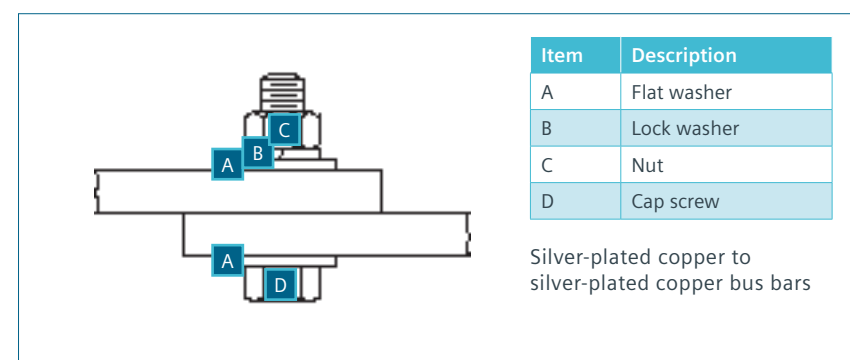 Item Description
A Flat washer
B Lock washer
C Nut
D Cap screw
Silver-plated copper to
silver-plated copper bus bars
C
B
A
A
D